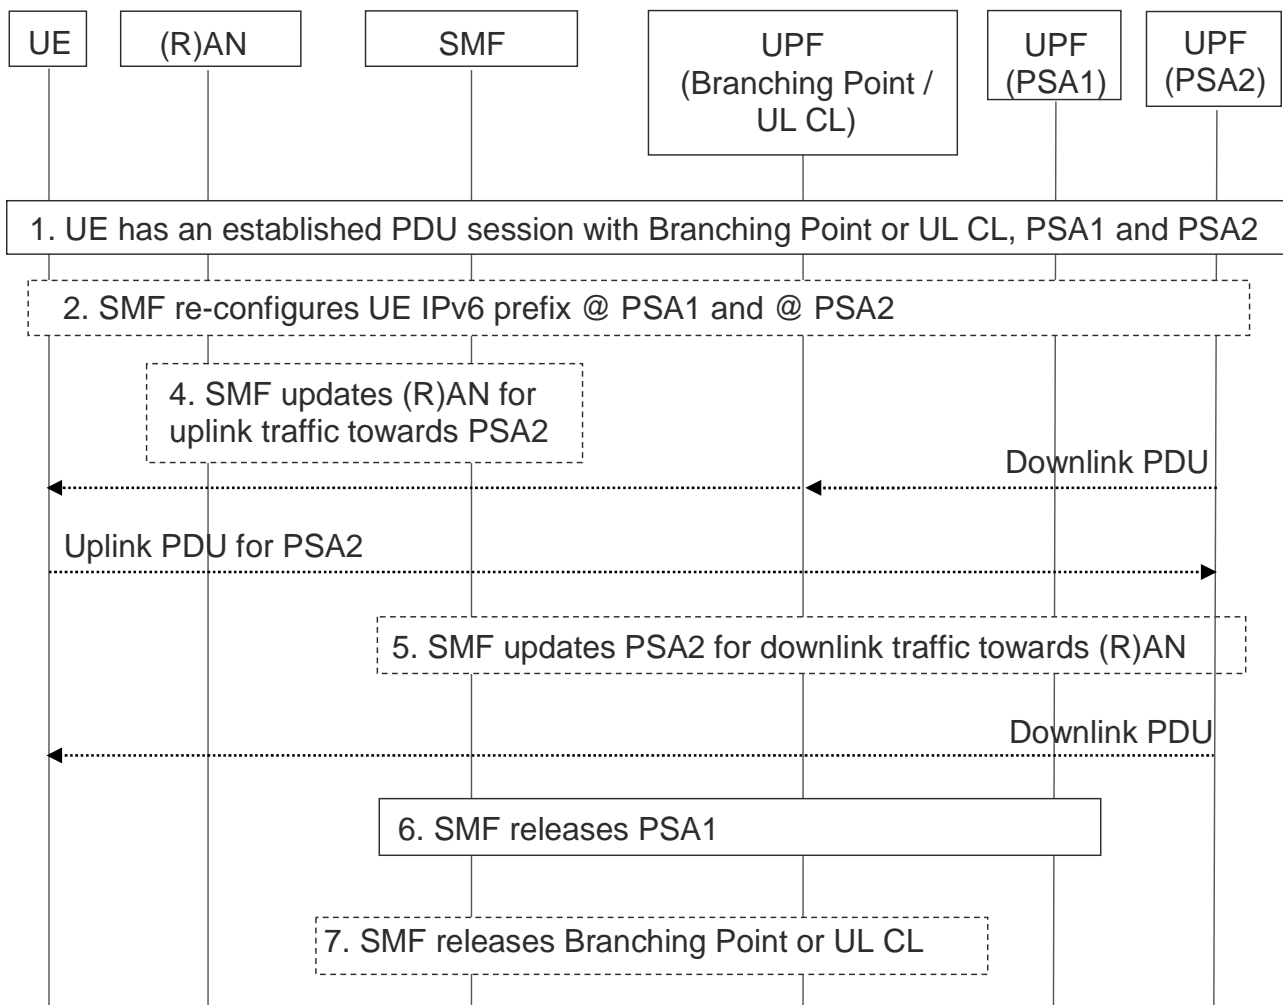 UE
(R)AN
SMF
UPF
(Branching Point /
UL CL)
UPF
(PSA1)
UPF
(PSA2)
1. UE has an established PDU session with Branching Point or UL CL, PSA1 and PSA2
2. SMF re-configures UE IPv6 prefix @ PSA1 and @ PSA2
4. SMF updates (R)AN for
uplink traffic towards PSA2
Downlink PDU
Uplink PDU for PSA2
5. SMF updates PSA2 for downlink traffic towards (R)AN
Downlink PDU
6. SMF releases PSA1
7. SMF releases Branching Point or UL CL